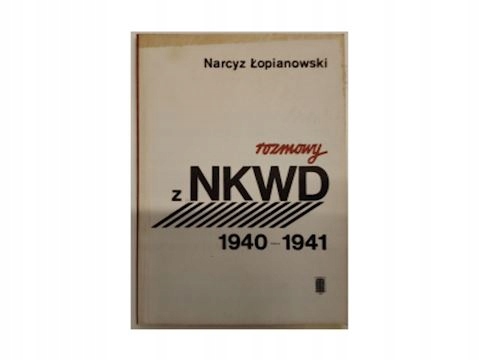 Narcyz Łopianowski
rozmowy
z NKWD
1940-1941